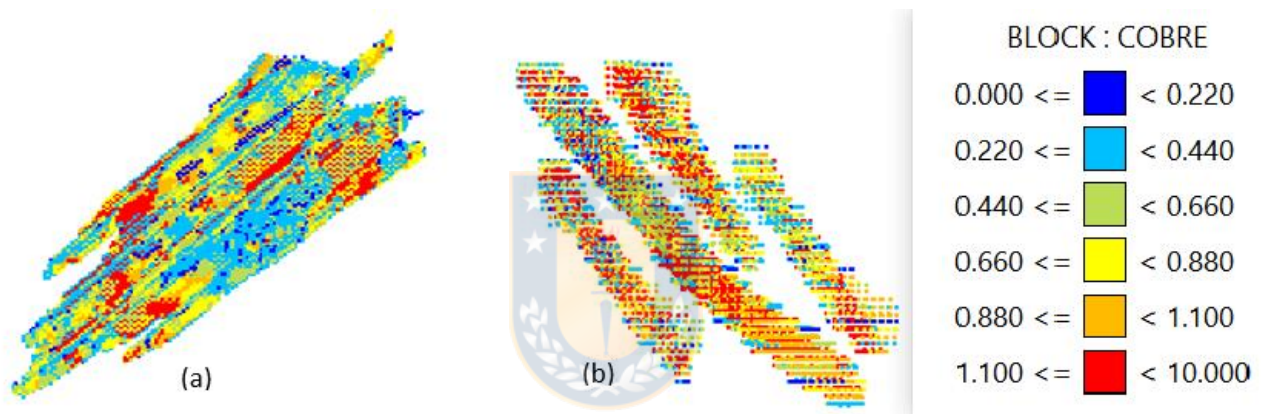 (a)
(b)
BLOCK : COBRE
0.000 <= < 0.220
0.220 <= < 0.440
0.440 <= < 0.660
0.660 <= < 0.880
0.880 <= < 1.100
1.100 <= < 10.000